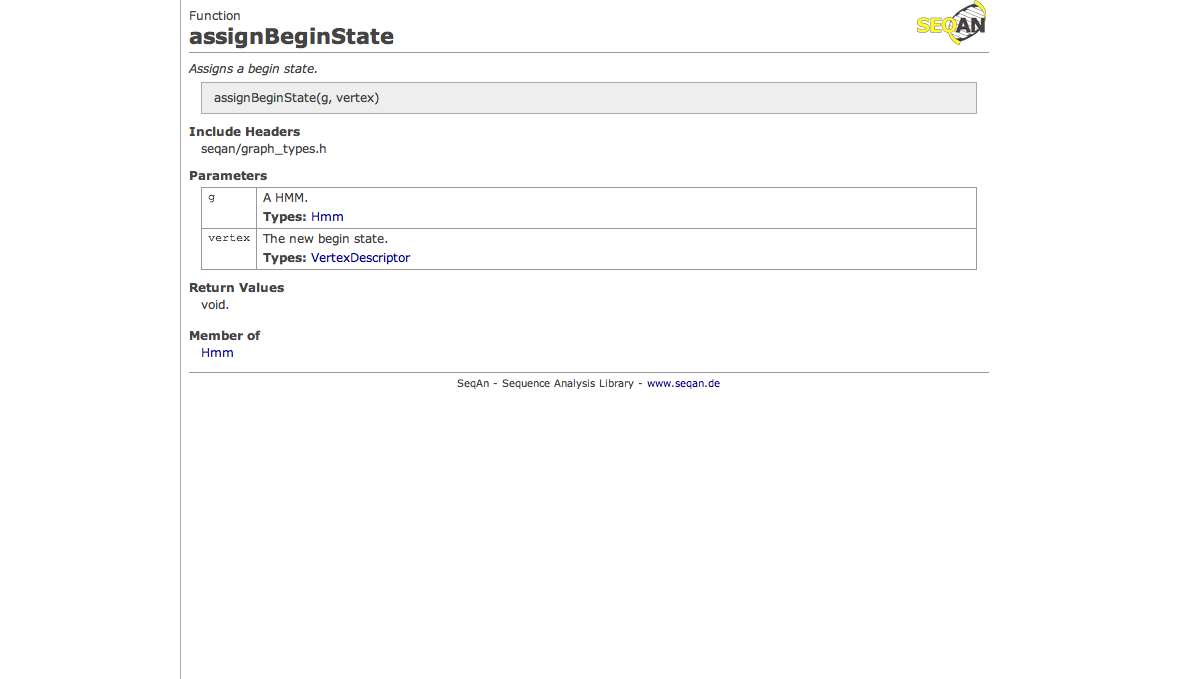 Function
SEQAN
assignBeginState
Assigns a begin state.
assignBeginState(g, vertex)
Include Headers
seqan/graph_types.h
Parameters
g A HMM.
Types: Hmm
vertex The new begin state.
Types: VertexDescriptor
Return Values
void.
Member of
Hmm
SeqAn - Sequence Analysis Library - www.seqan.de